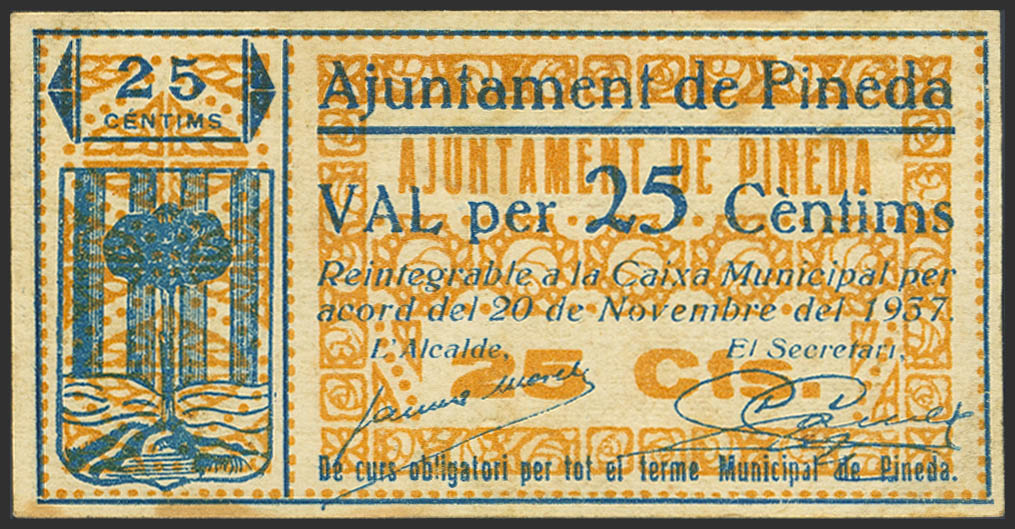 25
CÉNTIMS
Ajuntament de Pineda
AJUNTAMENT DE PINEDA
VAL per 25 Cèntims
Reintegrable a la Caixa Municipal per
acord del 20 de Novembre del 1937.
L'Alcalde, El Secretari,
25 Cts.
De curs obligatori per tot el terme Municipal de Pineda.